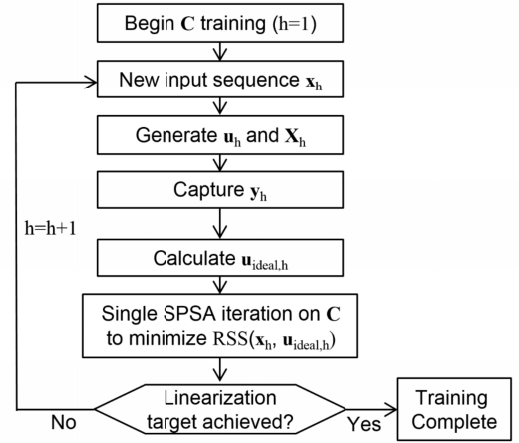 Begin C training (h=1)
New input sequence xh
Generate uh and Xh
Capture yh
h=h+1
Calculate uideal,h
Single SPSA iteration on C
to minimize RSS(xh, uideal,h)
Linearization
target achieved?
No
Yes
Training
Complete